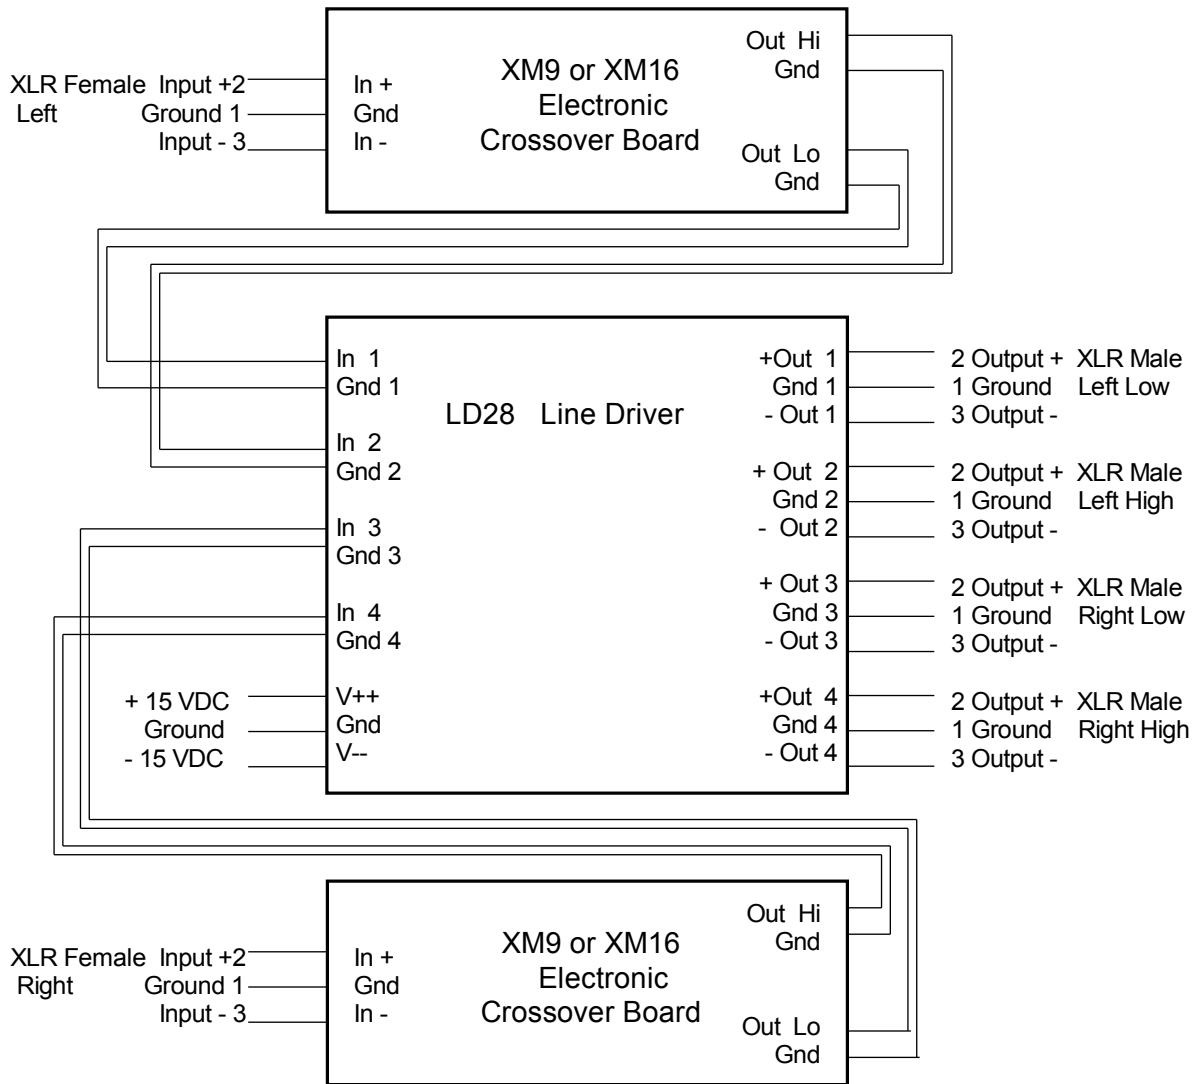 XLR Female Input +2
Left Ground 1
Input - 3
In +
Gnd
In -
XM9 or XM16
Electronic
Crossover Board
Out Hi
Gnd
Out Lo
Gnd
In 1
Gnd 1
In 2
Gnd 2
In 3
Gnd 3
In 4
Gnd 4
+ 15 VDC V++
Ground Gnd
- 15 VDC V--
LD28 Line Driver
+Out 1
Gnd 1
- Out 1
+ Out 2
Gnd 2
- Out 2
+ Out 3
Gnd 3
- Out 3
+Out 4
Gnd 4
- Out 4
2 Output + XLR Male
1 Ground Left Low
3 Output -
2 Output + XLR Male
1 Ground Left High
3 Output -
2 Output + XLR Male
1 Ground Right Low
3 Output -
2 Output + XLR Male
1 Ground Right High
3 Output -
XLR Female Input +2
Right Ground 1
Input - 3
In +
Gnd
In -
XM9 or XM16
Electronic
Crossover Board
Out Hi
Gnd
Out Lo
Gnd